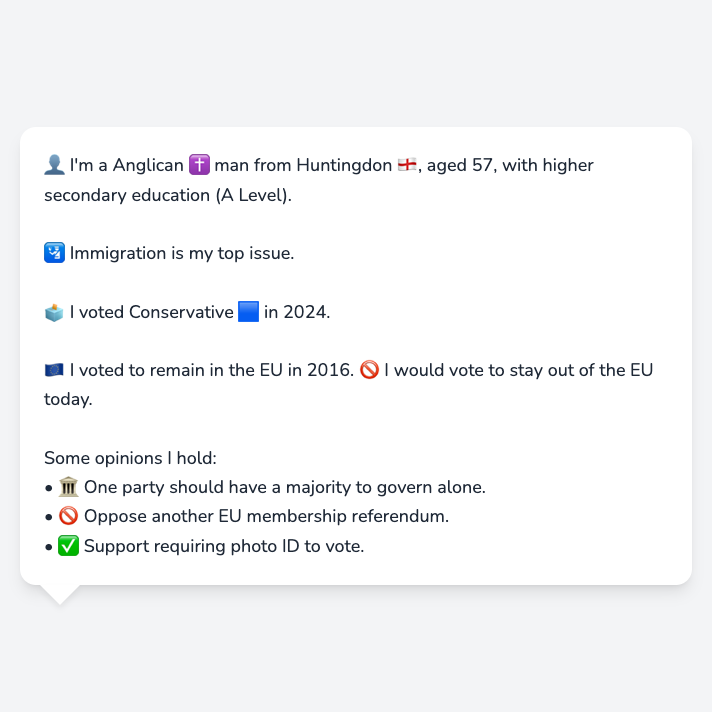 👤 I'm a Anglican ✝️ man from Huntingdon 🏴󠁧󠁢󠁥󠁮󠁧󠁿, aged 57, with higher
secondary education (A Level).
🛂 Immigration is my top issue.
🗳️ I voted Conservative 🟦 in 2024.
🇪🇺 I voted to remain in the EU in 2016. 🚫 I would vote to stay out of the EU
today.
Some opinions I hold:
• 🏛️ One party should have a majority to govern alone.
• 🚫 Oppose another EU membership referendum.
• ✅ Support requiring photo ID to vote.